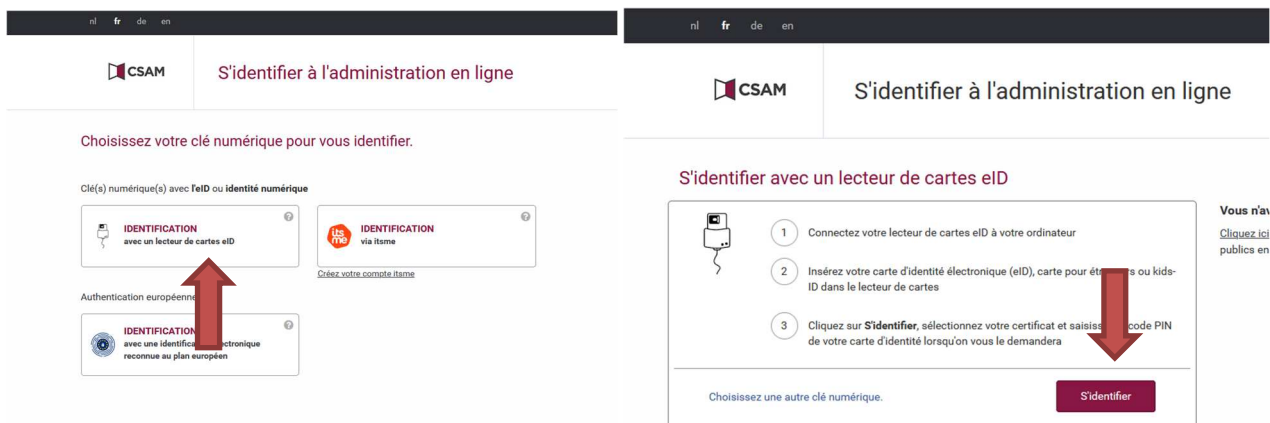 nl fr de en
CSAM
S'identifier à l'administration en ligne
Choisissez votre clé numérique pour vous identifier.
Clé(s) numérique(s) avec l'eID ou identité numérique
IDENTIFICATION
avec un lecteur de cartes eID
?
its
me
IDENTIFICATION
via itsme
?
Créez votre compte itsme
Authentication européenne
IDENTIFICATION
avec une
reconnue au plan européen
?
nl fr de en
CSAM
S'identifier à l'administration en ligne
S'identifier avec un lecteur de cartes eID
1 Connectez votre lecteur de cartes eID à votre ordinateur
2 Insérez votre carte d'identité électronique (eID), carte pour ou kids-
ID dans le lecteur de cartes
3 Cliquez sur S'identifier, sélectionnez votre certificat et code PIN
de votre carte d'identité lorsqu'on vous le demandera
Choisissez une autre clé numérique.
S'identifier
Vous
Cliquez ici
publics en